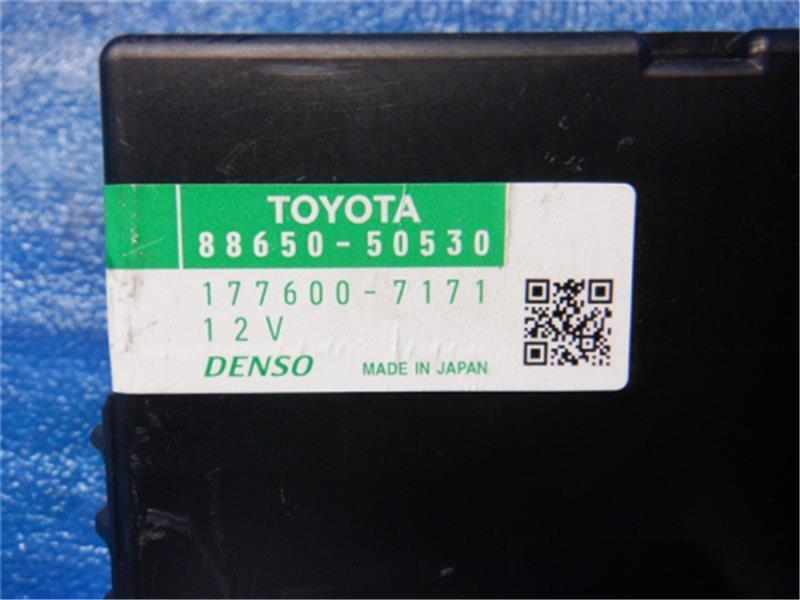 TOYOTA
88650-50530
177600-7171
12V
DENSO MADE IN JAPAN